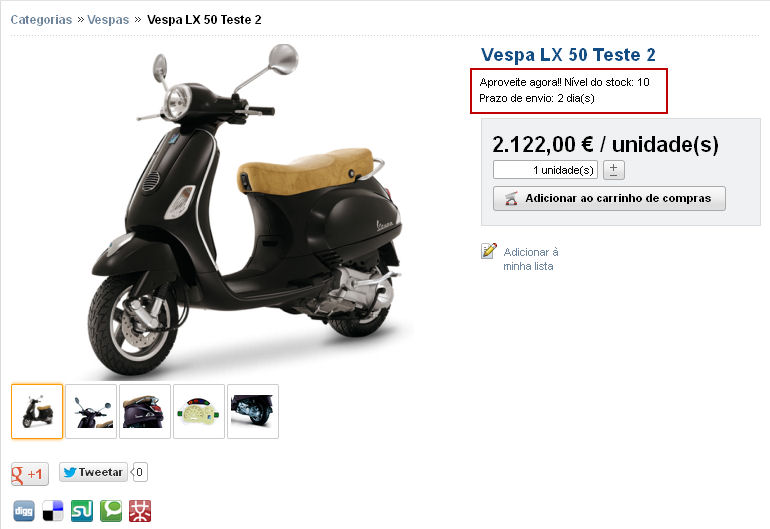 Categorias » Vespas » Vespa LX 50 Teste 2
Vespa LX 50 Teste 2
Aproveite agora!! Nível do stock: 10
Prazo de envio: 2 dia(s)
2.122,00 € / unidade(s)
1 unidade(s)
Adicionar ao carrinho de compras
Adicionar à
minha lista
Vespa
g +1
Tweetar 0
digg